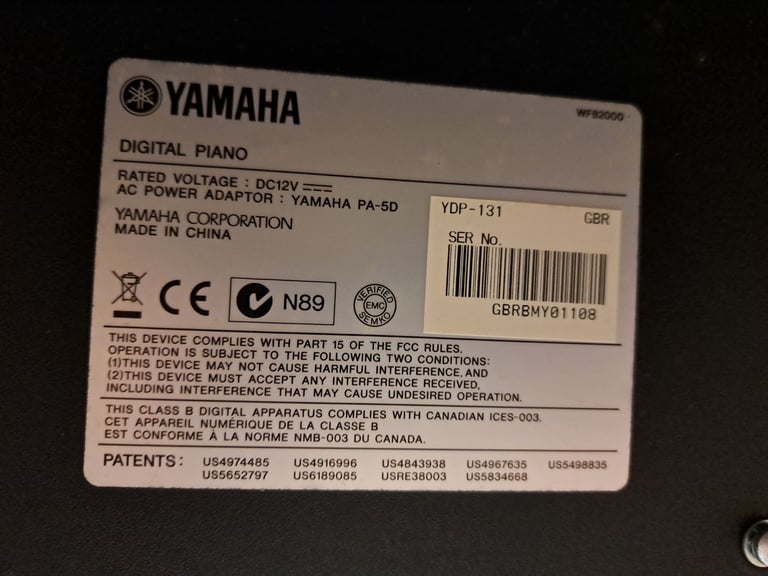 YAMAHA
WF82000
DIGITAL PIANO
RATED VOLTAGE : DC12V
AC POWER ADAPTOR : YAMAHA PA-5D
YAMAHA CORPORATION
MADE IN CHINA
YDP-131 GBR
SER No.
GBRBMY01108
CE
N89
VERIFIED
EMC
SEMKO
THIS DEVICE COMPLIES WITH PART 15 OF THE FCC RULES.
OPERATION IS SUBJECT TO THE FOLLOWING TWO CONDITIONS:
(1)THIS DEVICE MAY NOT CAUSE HARMFUL INTERFERENCE, AND
(2)THIS DEVICE MUST ACCEPT ANY INTERFERENCE RECEIVED,
INCLUDING INTERFERENCE THAT MAY CAUSE UNDESIRED OPERATION.
THIS CLASS B DIGITAL APPARATUS COMPLIES WITH CANADIAN ICES-003.
CET APPAREIL NUMÉRIQUE DE LA CLASSE B
EST CONFORME À LA NORME NMB-003 DU CANADA.
PATENTS : US4974485 US4916996 US4843938 US4967635 US5498835
US5652797 US6189085 USRE38003 US5834668